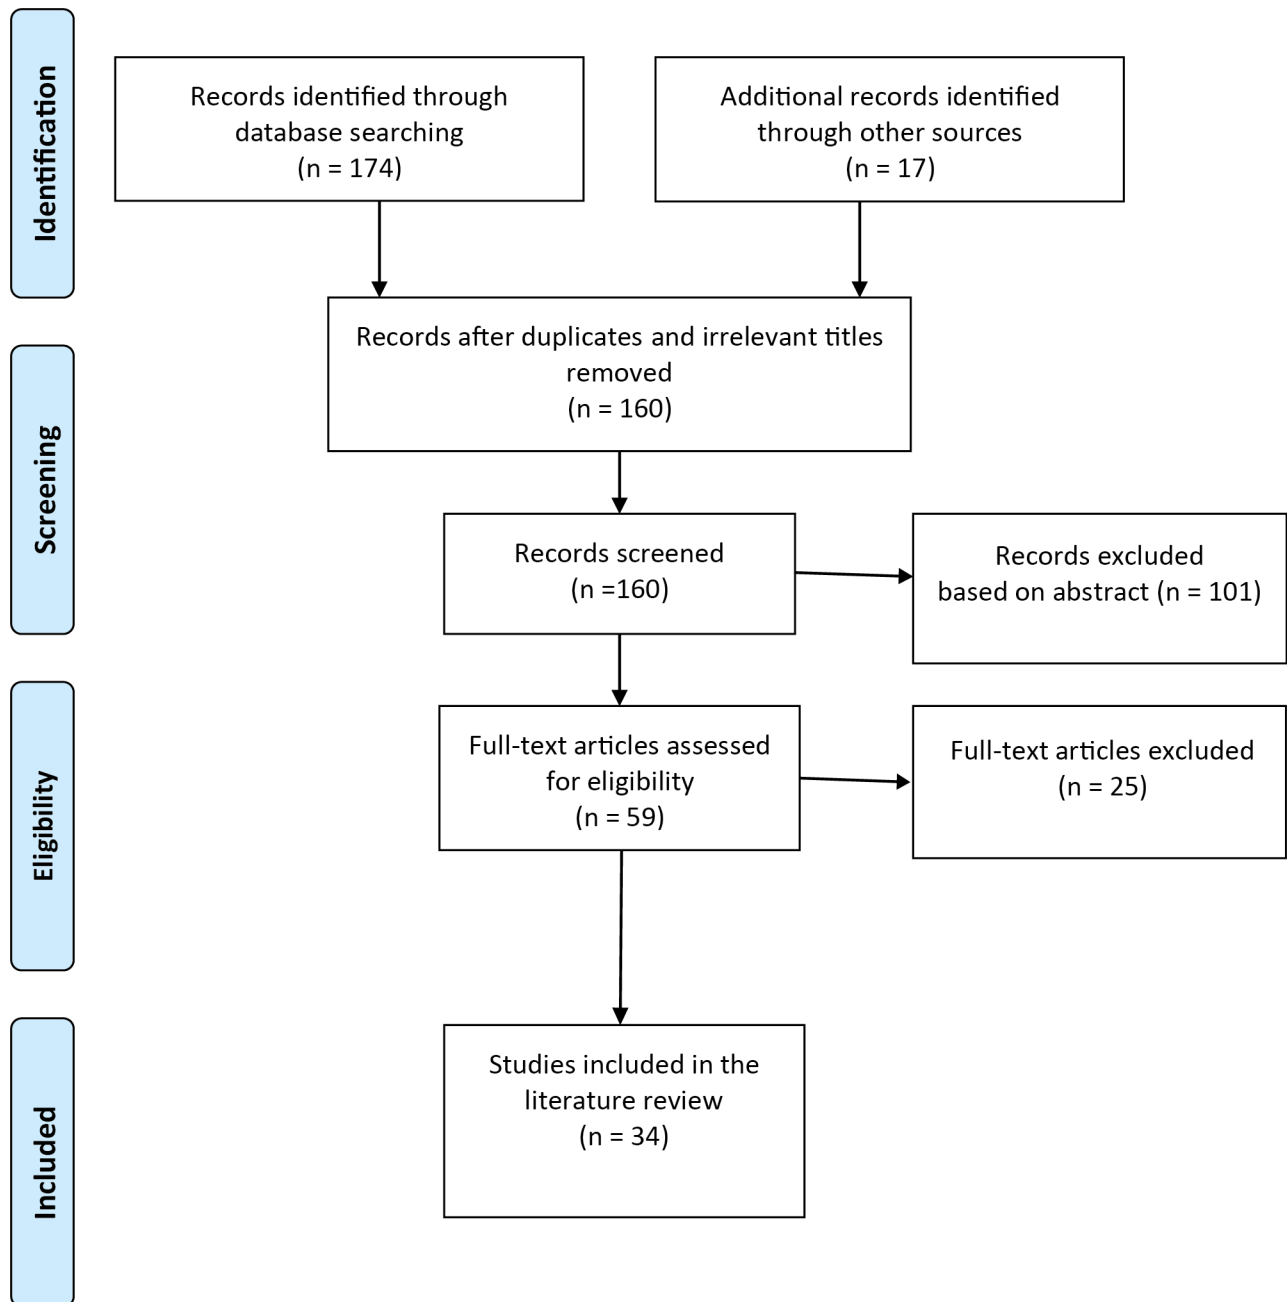 Identification
Records identified through
database searching
(n = 174)
Additional records identified
through other sources
(n = 17)
Records after duplicates and irrelevant titles
removed
(n = 160)
Screening
Records screened
(n =160)
Records excluded
based on abstract (n = 101)
Eligibility
Full-text articles assessed
for eligibility
(n = 59)
Full-text articles excluded
(n = 25)
Included
Studies included in the
literature review
(n = 34)